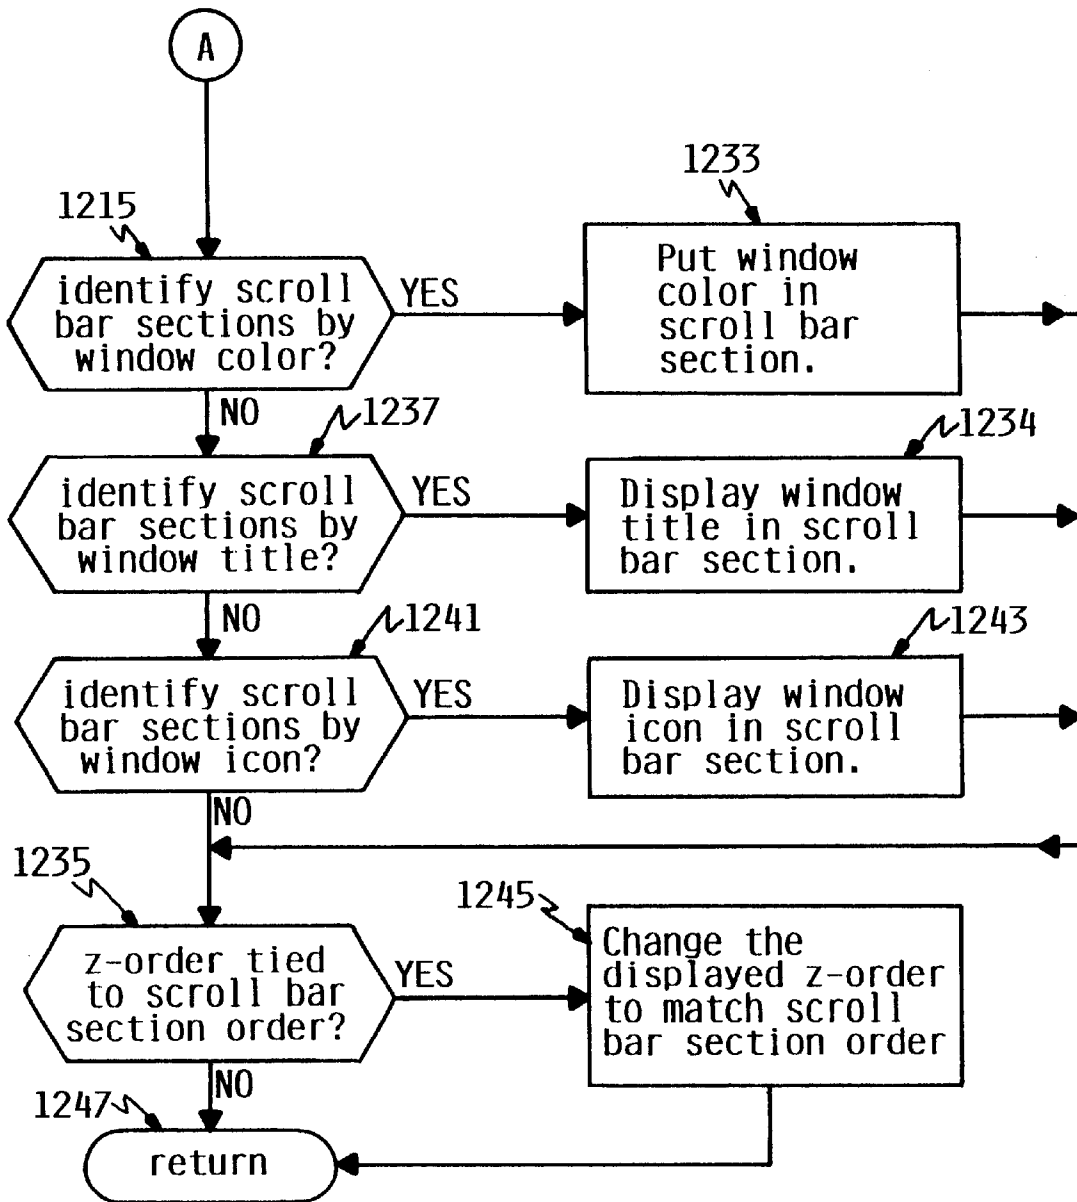 A
1215
identify scroll
bar sections by
window color?
YES
1233
Put window
color in
scroll bar
section.
NO
1237
identify scroll
bar sections by
window title?
YES
1234
Display window
title in scroll
bar section.
NO
1241
identify scroll
bar sections by
window icon?
YES
1243
Display window
icon in scroll
bar section.
NO
1235
z-order tied
to scroll bar
section order?
YES
1245
Change the
displayed z-order
to match scroll
bar section order
NO
1247
return